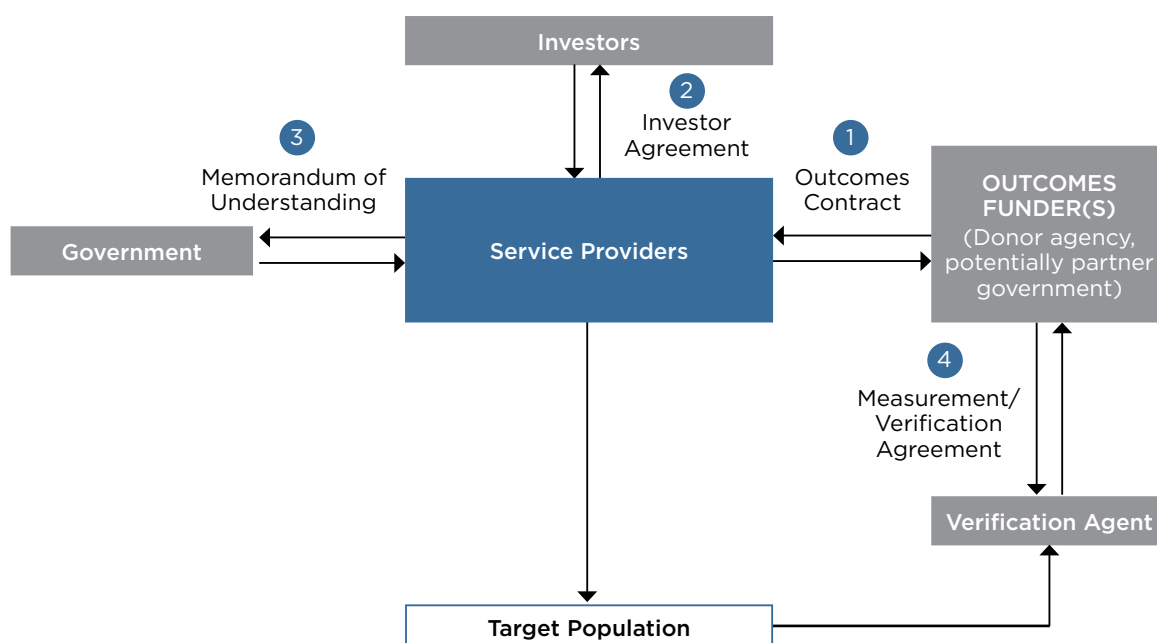 Investors
2
Investor
Agreement
3
Memorandum of
Understanding
1
Outcomes
Contract
OUTCOMES
FUNDER(S)
(Donor agency,
potentially partner
government)
Government
Service Providers
4
Measurement/
Verification
Agreement
Verification Agent
Target Population